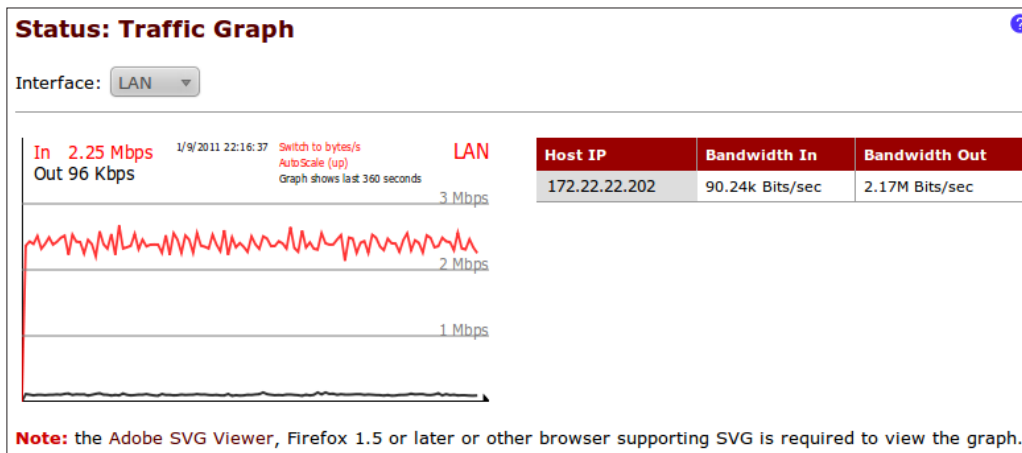 Status: Traffic Graph
?
Interface: LAN
In 2.25 Mbps
Out 96 Kbps
1/9/2011 22:16:37
Switch to bytes/s
AutoScale (up)
Graph shows last 360 seconds
LAN
3 Mbps
2 Mbps
1 Mbps
Host IP Bandwidth In Bandwidth Out
172.22.22.202 90.24k Bits/sec 2.17M Bits/sec
Note: the Adobe SVG Viewer, Firefox 1.5 or later or other browser supporting SVG is required to view the graph.